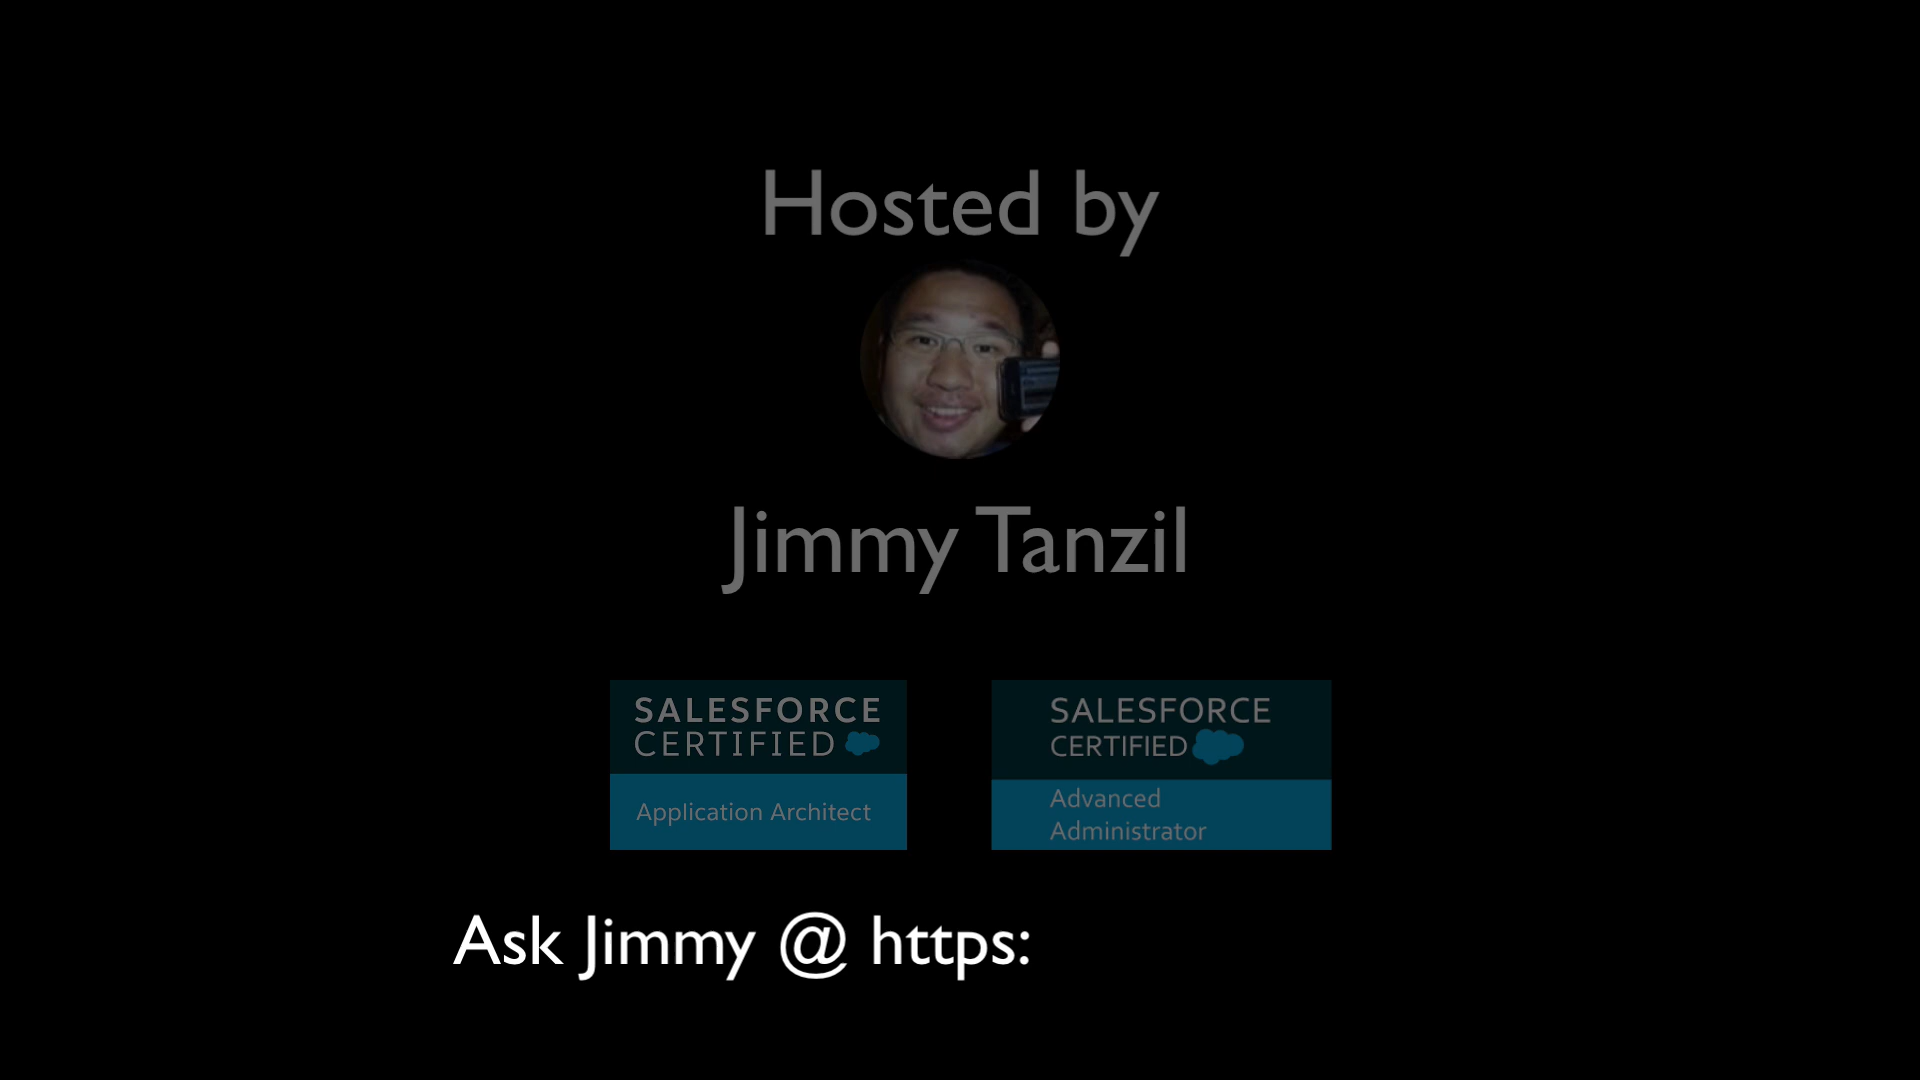 Hosted by
Jimmy Tanzil
SALESFORCE
CERTIFIED
Application Architect
SALESFORCE
CERTIFIED
Advanced
Administrator
Ask Jimmy @ https: